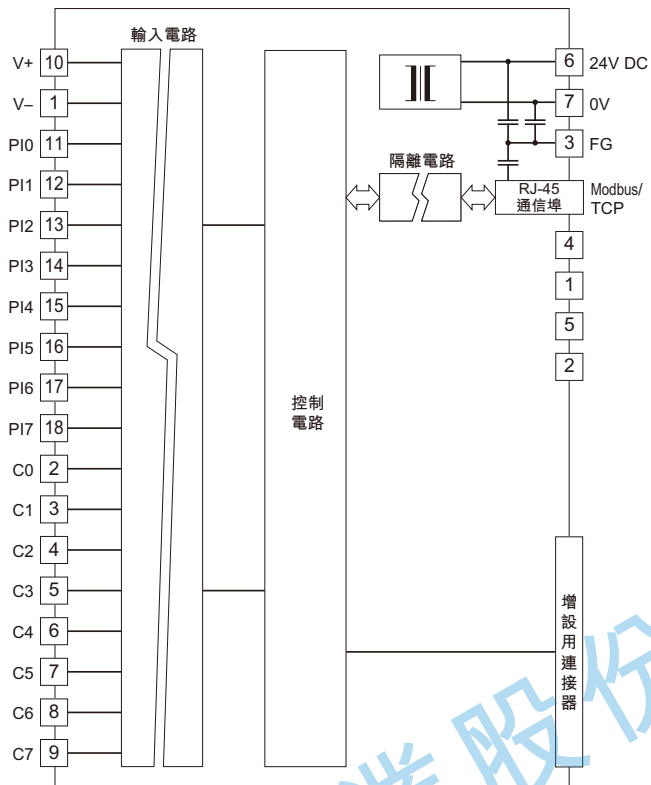 輸入電路
V+ 10
V– 1
PI0 11
PI1 12
PI2 13
PI3 14
PI4 15
PI5 16
PI6 17
PI7 18
C0 2
C1 3
C2 4
C3 5
C4 6
C5 7
C6 8
C7 9
控制
電路
隔離電路
6 24V DC
7 0V
3 FG
RJ-45
通信埠
Modbus/
TCP
4
1
5
2
增設用連接器
業股份